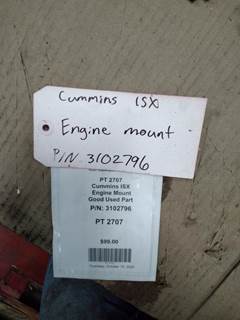 Cummins ISX
Engine mount
P/N 3102796
PT 2707
Cummins ISX
Engine Mount
Good Used Part
P/N: 3102796
PT 2707
$99.00